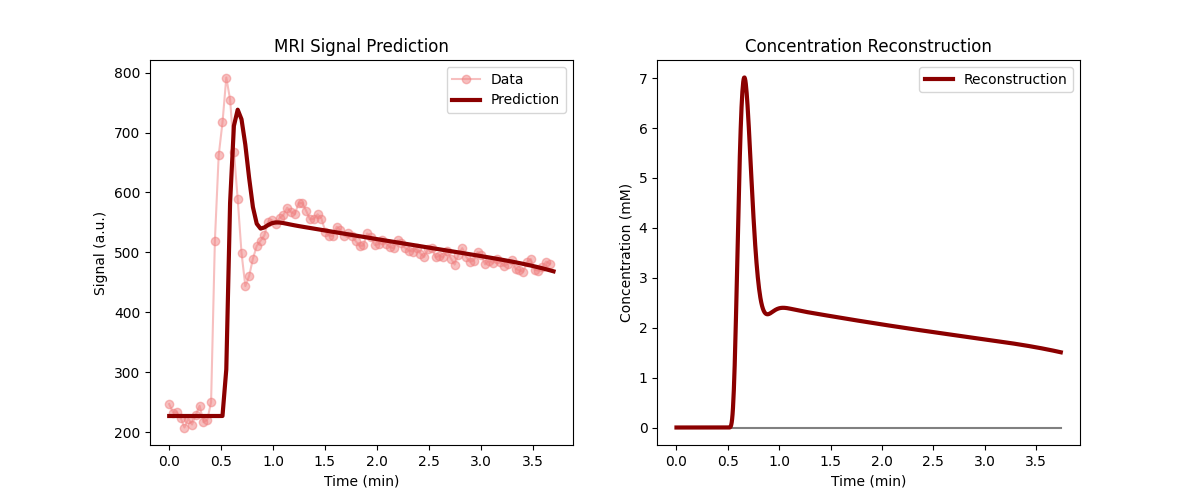 MRI Signal Prediction
800
700
600
500
400
300
200
Signal (a.u.)
Data
Prediction
0.0 0.5 1.0 1.5 2.0 2.5 3.0 3.5
Time (min)
Concentration Reconstruction
7
6
5
4
3
2
1
0
Concentration (mM)
Reconstruction
0.0 0.5 1.0 1.5 2.0 2.5 3.0 3.5
Time (min)